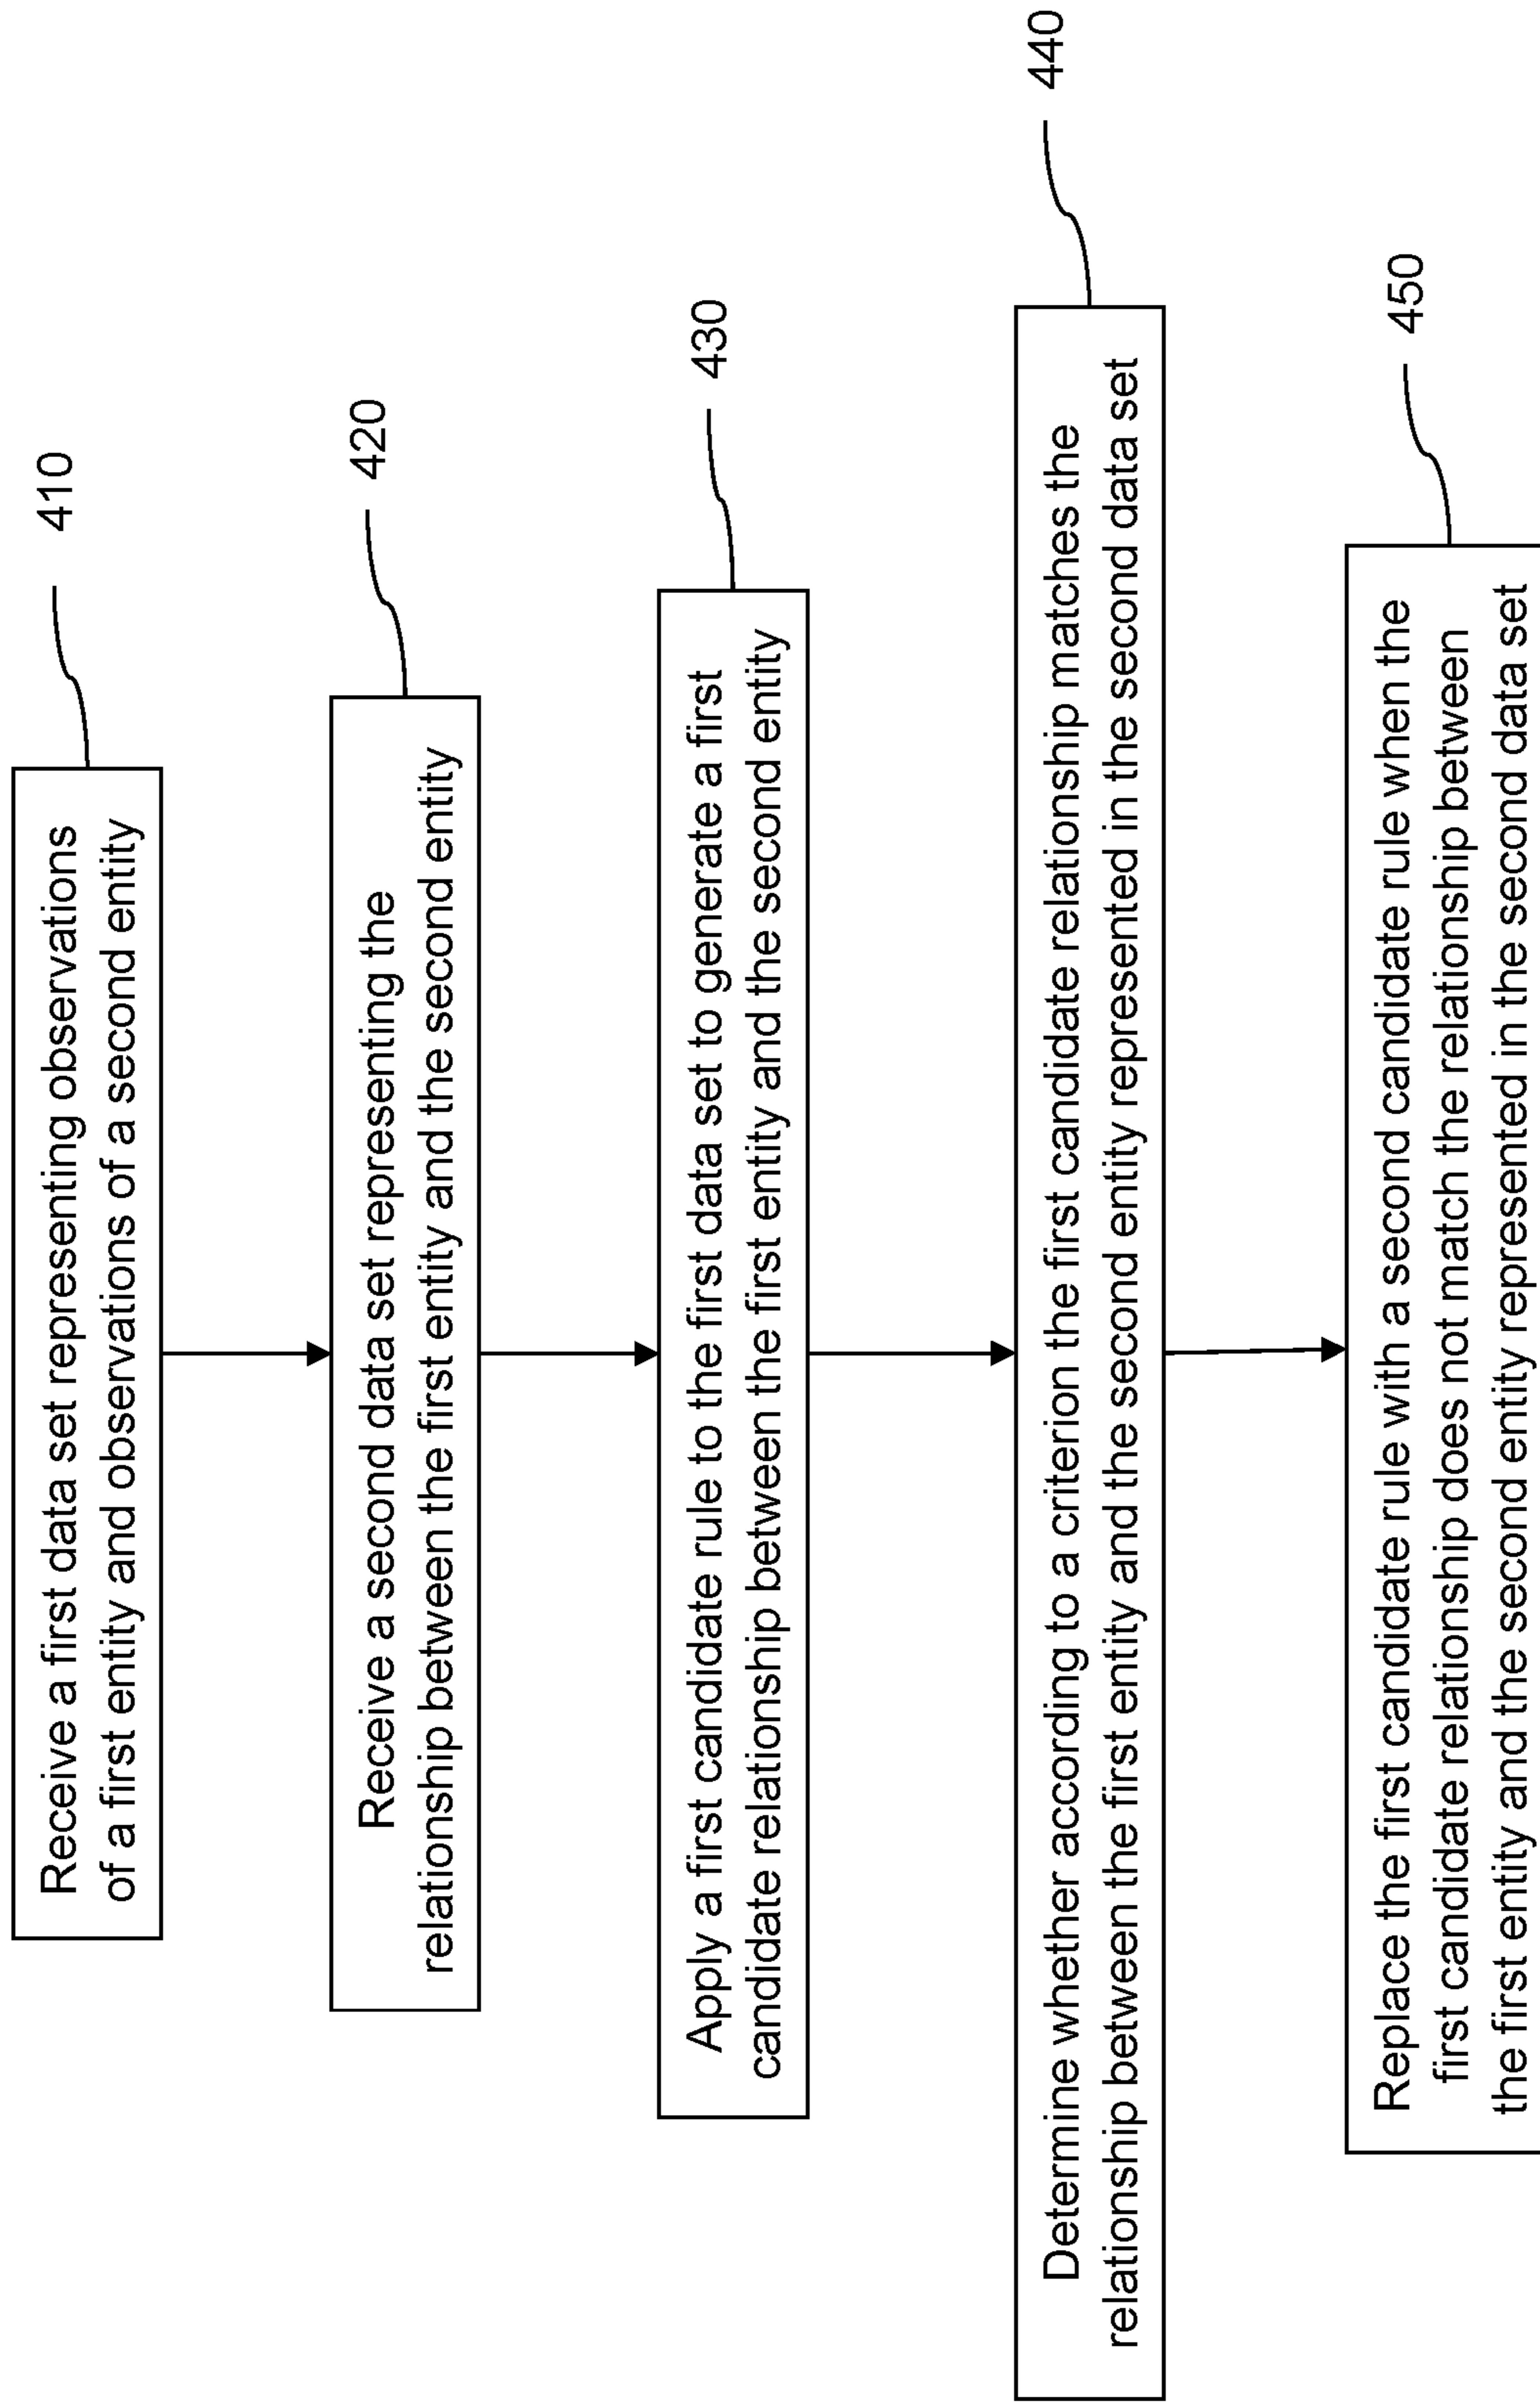 410
Receive a first data set representing observations
of a first entity and observations of a second entity
420
Receive a second data set representing the
relationship between the first entity and the second entity
430
Apply a first candidate rule to the first data set to generate a first
candidate relationship between the first entity and the second entity
440
Determine whether according to a criterion the first candidate relationship matches the
relationship between the first entity and the second entity represented in the second data set
450
Replace the first candidate rule with a second candidate rule when the
first candidate relationship does not match the relationship between
the first entity and the second entity represented in the second data set